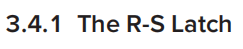 3.4.1 The R-S Latch